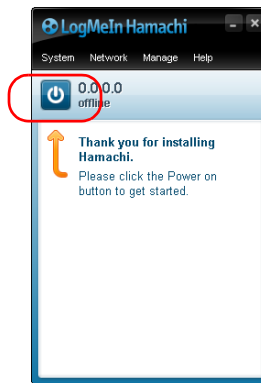 LogMeIn Hamachi
System Network Manage Help
0.0.0.0
offline
Thank you for installing
Hamachi.
Please click the Power on
button to get started.